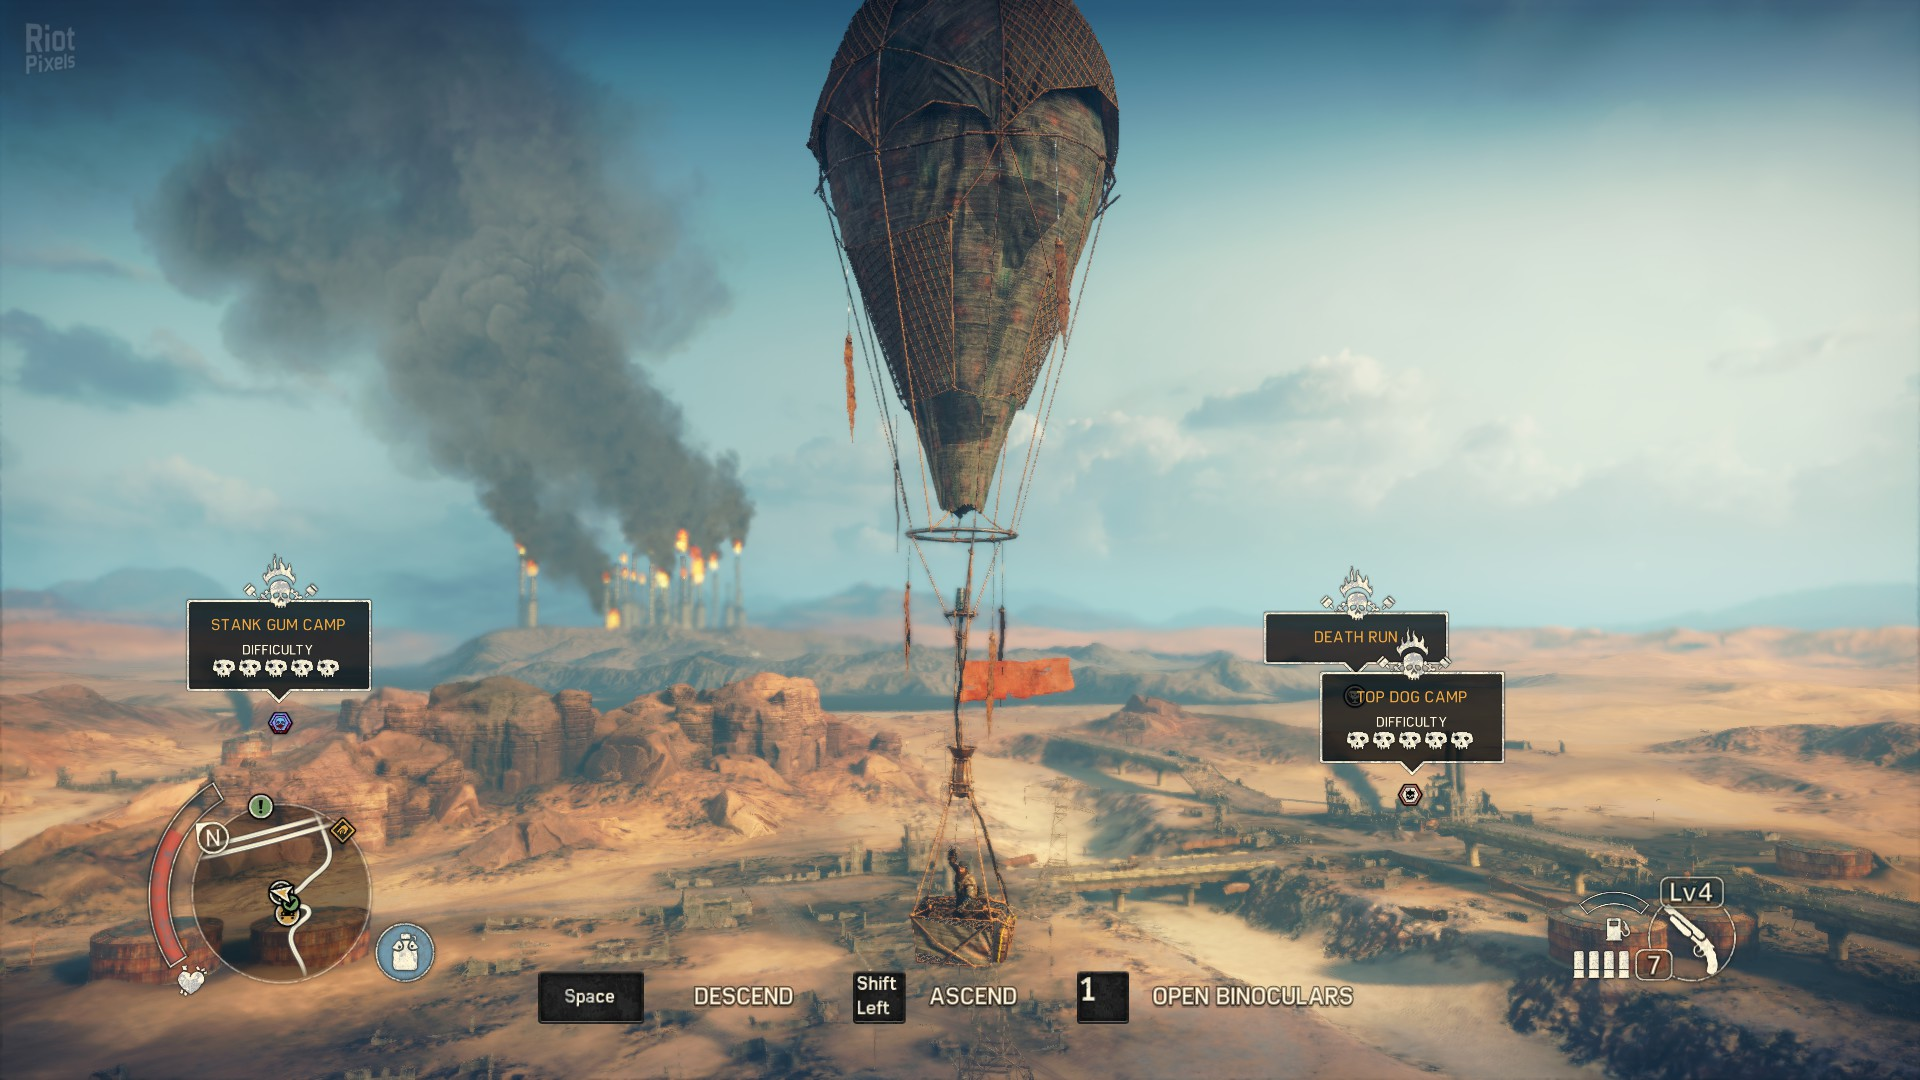 Riot
Pixels
STANK GUM CAMP
DIFFICULTY
DEATH RUN
TOP DOG CAMP
DIFFICULTY
N
!
Lv4
7
Space
DESCEND
Shift
Left
ASCEND
1
OPEN BINOCULARS